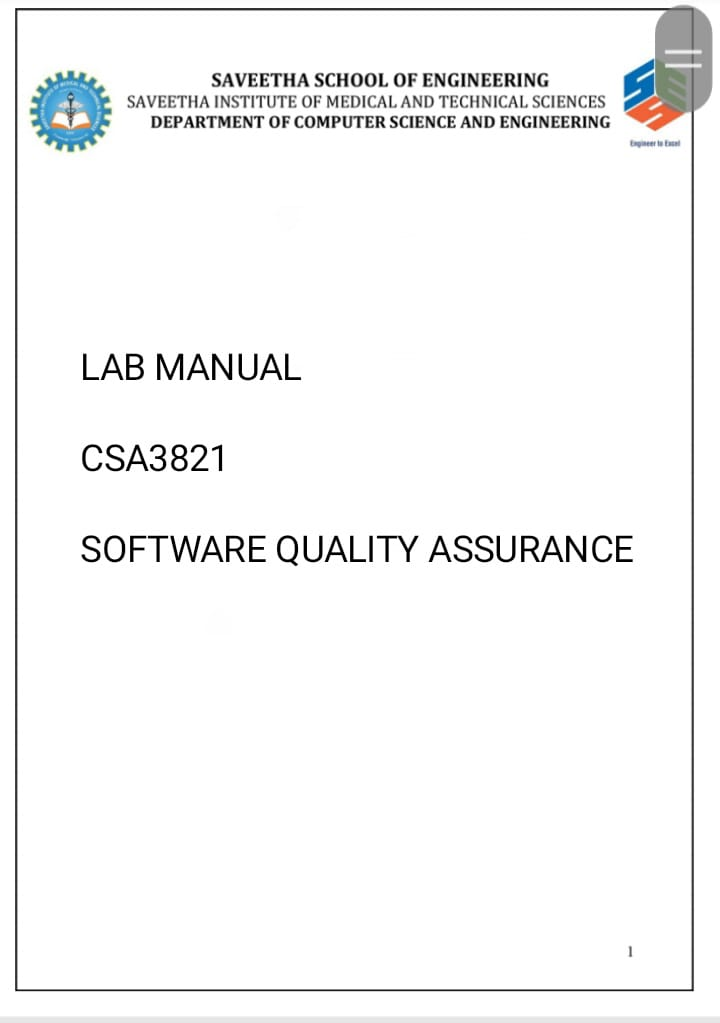 SAVEETHA SCHOOL OF ENGINEERING
SAVEETHA INSTITUTE OF MEDICAL AND TECHNICAL SCIENCES
DEPARTMENT OF COMPUTER SCIENCE AND ENGINEERING
Engineer to Excel
LAB MANUAL
CSA3821
SOFTWARE QUALITY ASSURANCE
1